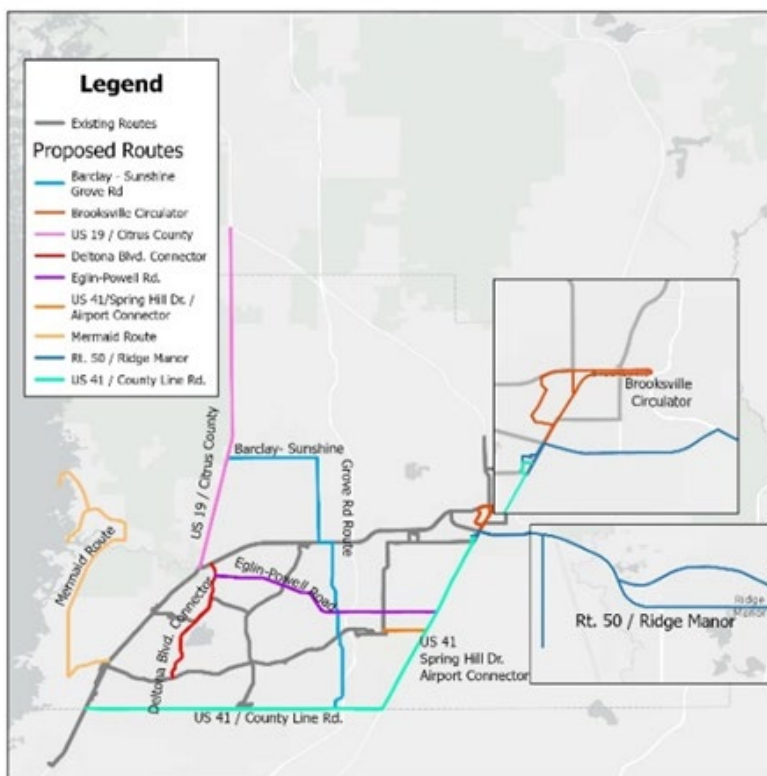 Legend
Existing Routes
Proposed Routes
Barclay - Sunshine
Grove Rd
Brooksville Circulator
US 19 / Citrus County
Deltona Blvd. Connector
Eglin-Powell Rd.
US 41/Spring Hill Dr. /
Airport Connector
Mermaid Route
Rt. 50 / Ridge Manor
US 41 / County Line Rd.
Brooksville
Circulator
US 19 / Citrus County
Barclay- Sunshine
Grove Rd Route
Mermaid Route
Deltona Blvd. Connector
Eglin-Powell Road
Ridge
Manor
Rt. 50 / Ridge Manor
US 41
Spring Hill Dr.
Airport Connector
US 41 / County Line Rd.